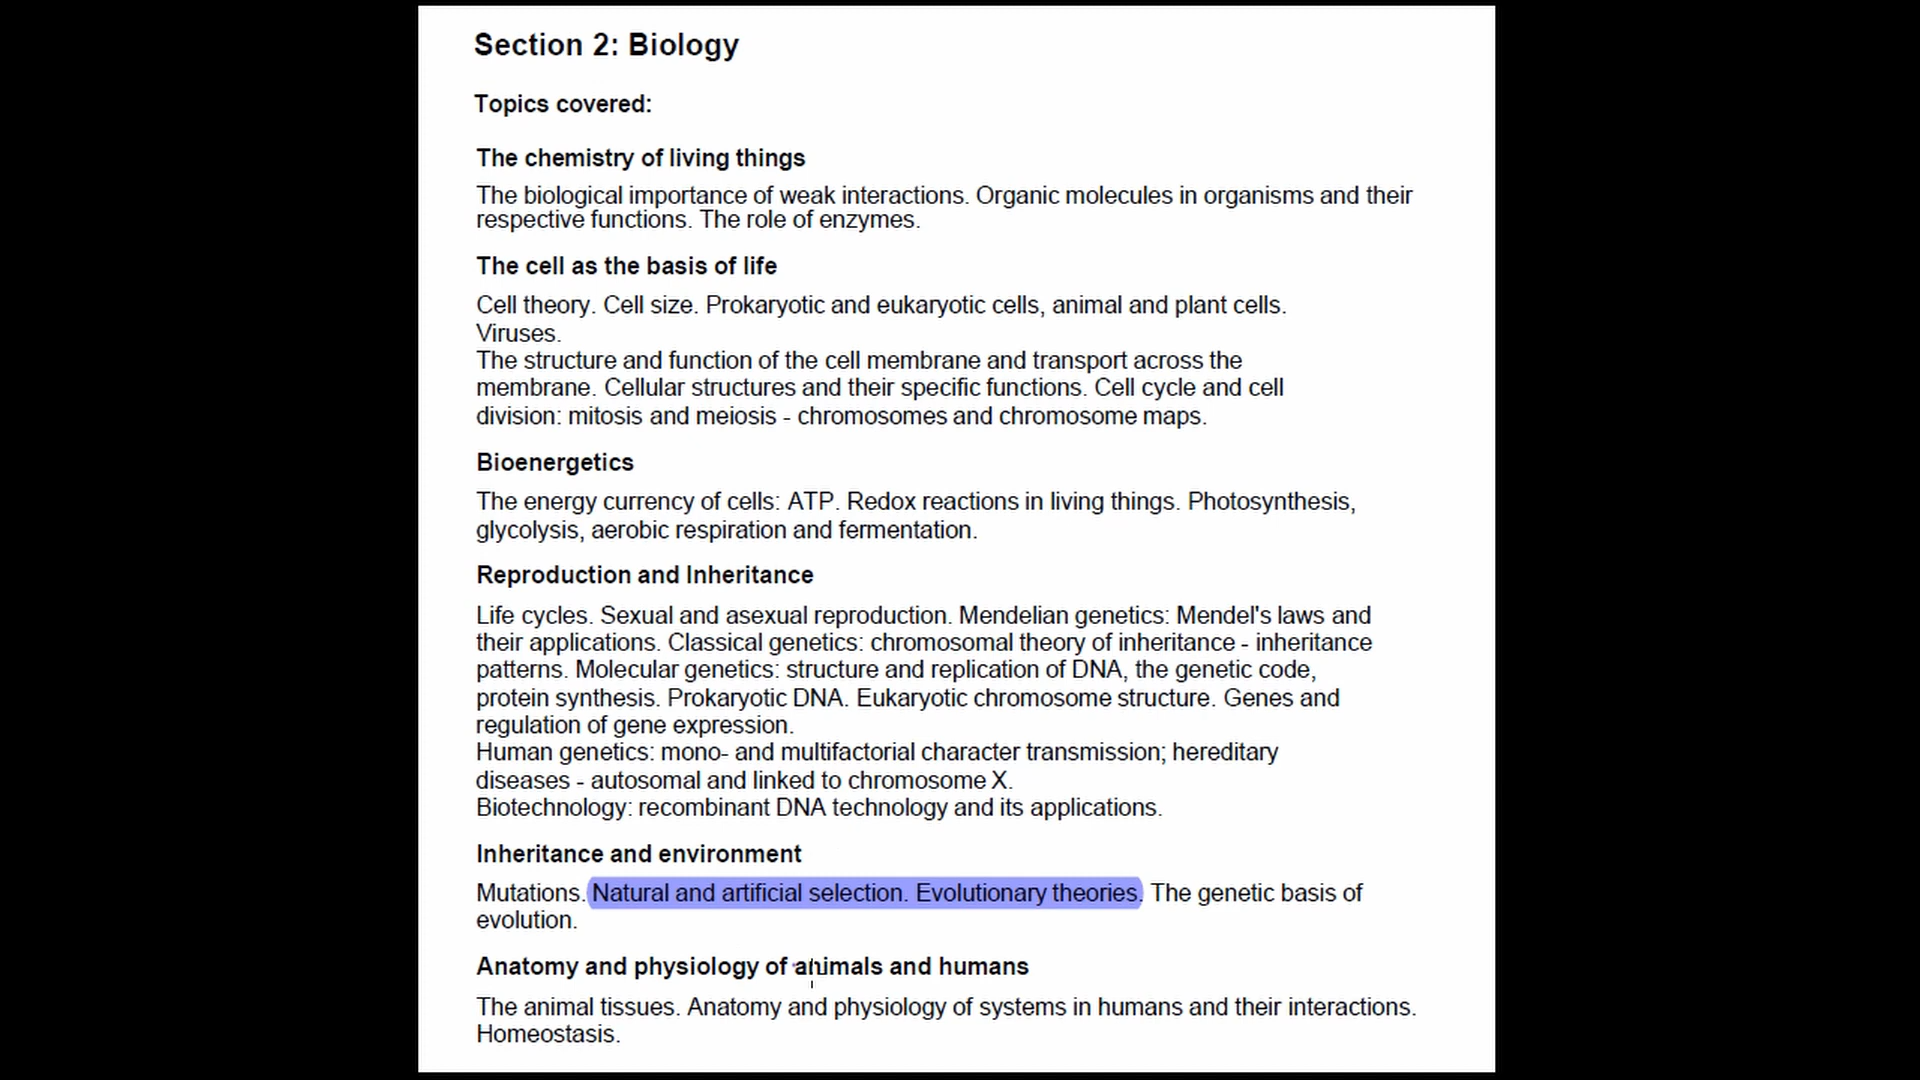 Section 2: Biology
Topics covered:
The chemistry of living things
The biological importance of weak interactions. Organic molecules in organisms and their
respective functions. The role of enzymes.
The cell as the basis of life
Cell theory. Cell size. Prokaryotic and eukaryotic cells, animal and plant cells.
Viruses.
The structure and function of the cell membrane and transport across the
membrane. Cellular structures and their specific functions. Cell cycle and cell
division: mitosis and meiosis - chromosomes and chromosome maps.
Bioenergetics
The energy currency of cells: ATP. Redox reactions in living things. Photosynthesis,
glycolysis, aerobic respiration and fermentation.
Reproduction and Inheritance
Life cycles. Sexual and asexual reproduction. Mendelian genetics: Mendel's laws and
their applications. Classical genetics: chromosomal theory of inheritance - inheritance
patterns. Molecular genetics: structure and replication of DNA, the genetic code,
protein synthesis. Prokaryotic DNA. Eukaryotic chromosome structure. Genes and
regulation of gene expression.
Human genetics: mono- and multifactorial character transmission; hereditary
diseases - autosomal and linked to chromosome X.
Biotechnology: recombinant DNA technology and its applications.
Inheritance and environment
Mutations. Natural and artificial selection. Evolutionary theories. The genetic basis of
evolution.
Anatomy and physiology of animals and humans
The animal tissues. Anatomy and physiology of systems in humans and their interactions.
Homeostasis.